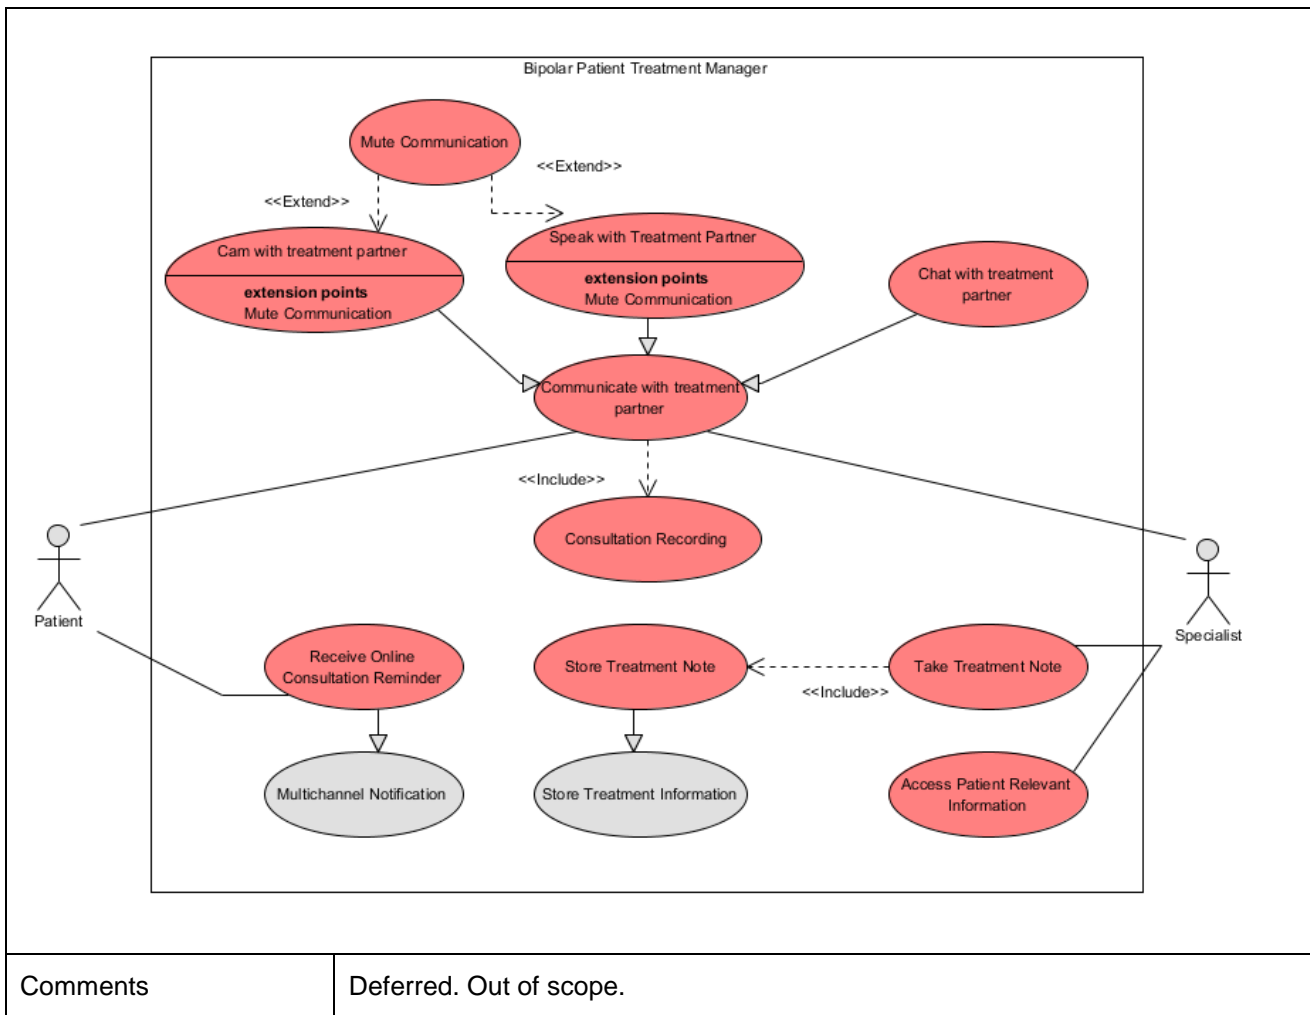 Bipolar Patient Treatment Manager
Mute Communication
<<Extend>>
<<Extend>>
Cam with treatment partner
extension points
Mute Communication
Speak with Treatment Partner
extension points
Mute Communication
Chat with treatment
partner
Communicate with treatment
partner
<<Include>>
Consultation Recording
Patient
Specialist
Receive Online
Consultation Reminder
Store Treatment Note
<<Include>>
Take Treatment Note
Multichannel Notification
Store Treatment Information
Access Patient Relevant
Information
Comments
Deferred. Out of scope.